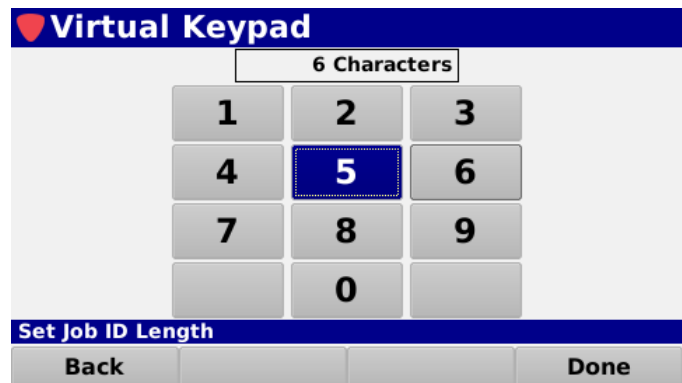 Virtual Keypad
6 Characters
1 2 3
4 5 6
7 8 9
0
Set Job ID Length
Back Done